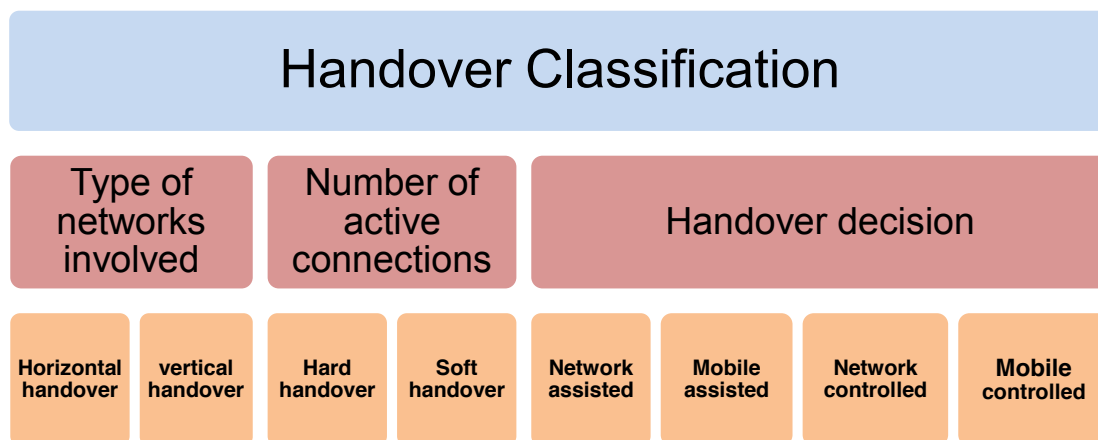 Handover Classification
Type of
networks
involved
Number of
active
connections
Handover decision
Horizontal
handover
vertical
handover
Hard
handover
Soft
handover
Network
assisted
Mobile
assisted
Network
controlled
Mobile
controlled